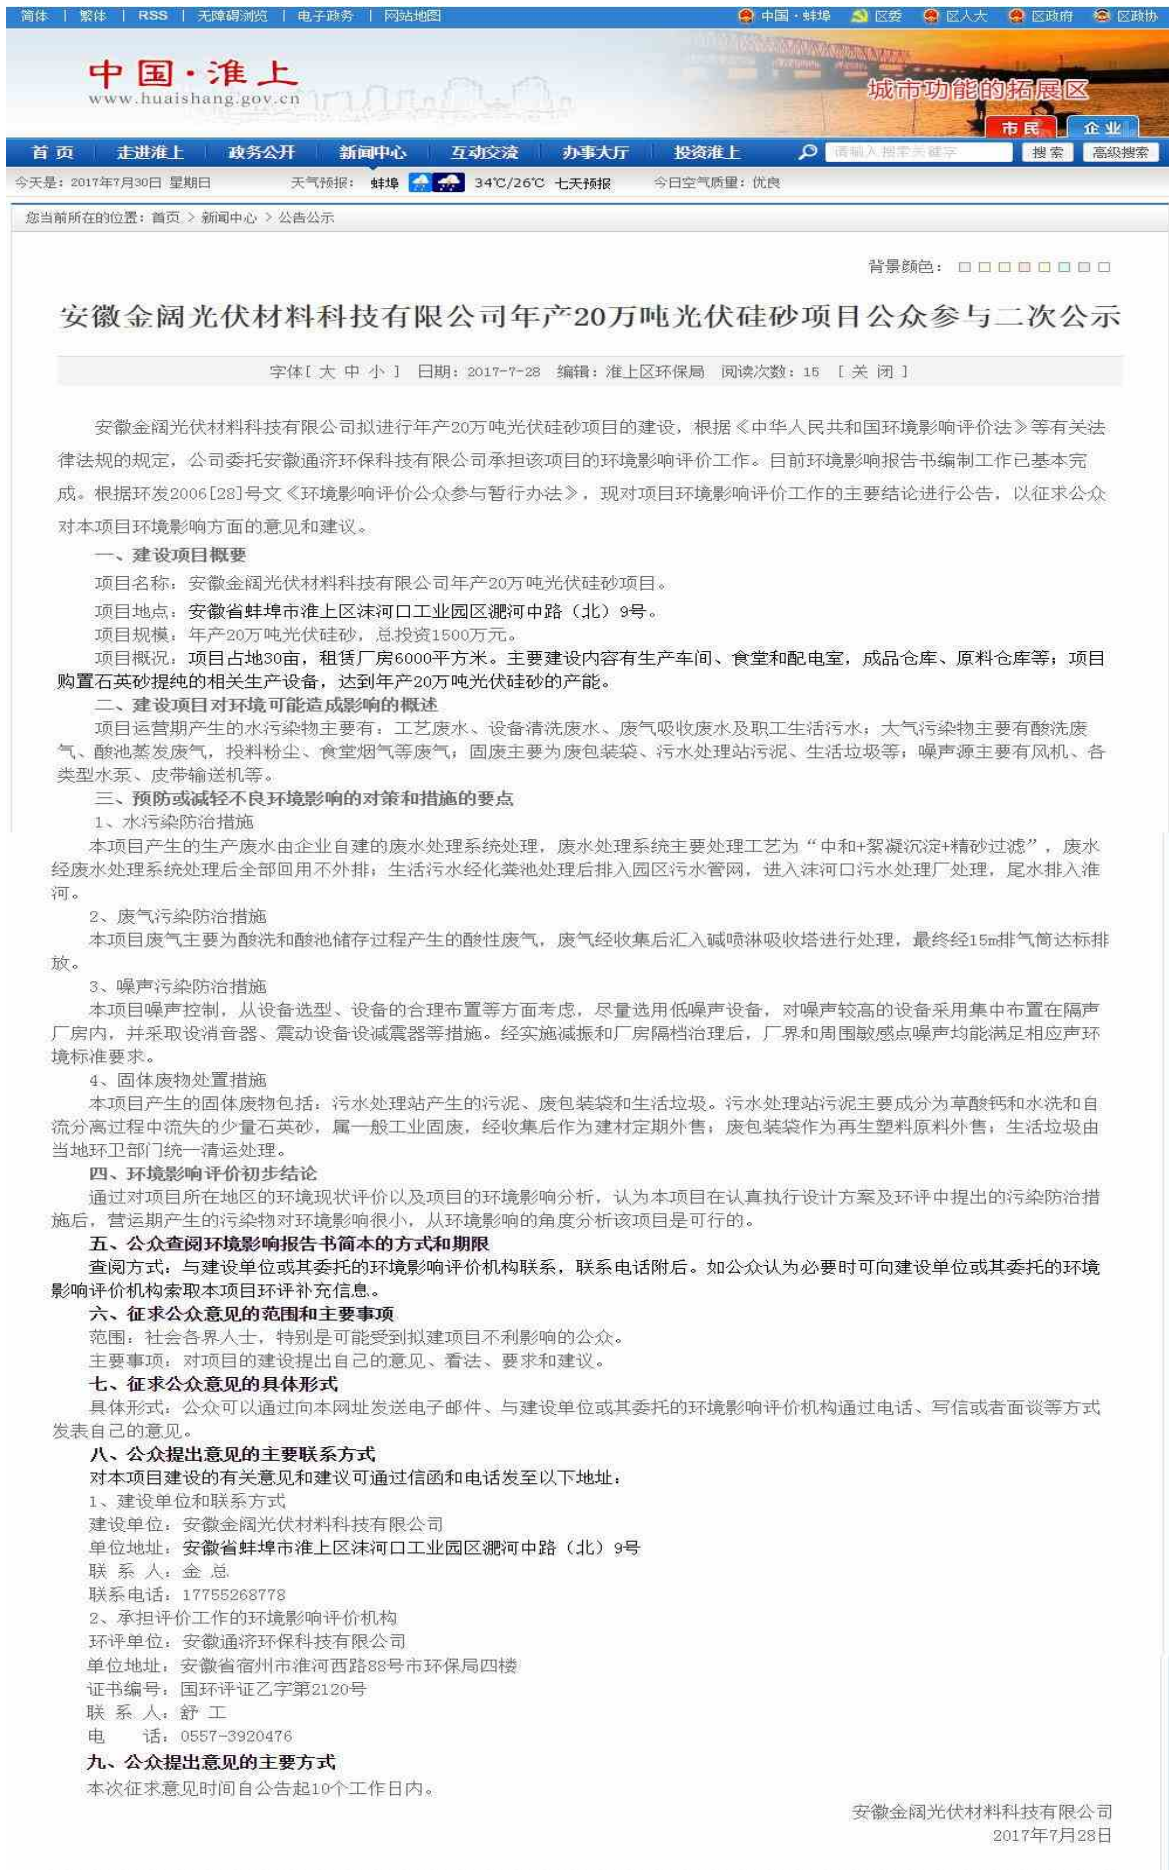 简体 | 繁体 | RSS | 无障碍浏览 | 电子政务 | 网站地图 中国·蚌埠 区委 区人大 区政府 区政协
中国·淮上
www.huaishang.gov.cn
城市功能的拓展区
市民 企业
首页 走进淮上 政务公开 新闻中心 互动交流 办事大厅 投资淮上 请输入搜索关键字 搜索 高级搜索
今天是：2017年7月30日 星期日 天气预报： 蚌埠 34℃/26℃ 七天预报 今日空气质量：优良
您当前所在的位置：首页 > 新闻中心 > 公告公示
背景颜色：
安徽金阔光伏材料科技有限公司年产20万吨光伏硅砂项目公众参与二次公示
字体[ 大 中 小 ] 日期：2017-7-28 编辑：淮上区环保局 阅读次数：15 [ 关 闭 ]
安徽金阔光伏材料科技有限公司拟进行年产20万吨光伏硅砂项目的建设，根据《中华人民共和国环境影响评价法》等有关法
律法规的规定，公司委托安徽通济环保科技有限公司承担该项目的环境影响评价工作。目前环境影响报告书编制工作已基本完
成。根据环发2006[28]号文《环境影响评价公众参与暂行办法》，现对项目环境影响评价工作的主要结论进行公告，以征求公众
对本项目环境影响方面的意见和建议。
一、建设项目概要
项目名称：安徽金阔光伏材料科技有限公司年产20万吨光伏硅砂项目。
项目地点：安徽省蚌埠市淮上区沫河口工业园区淝河中路（北）9号。
项目规模：年产20万吨光伏硅砂，总投资1500万元。
项目概况：项目占地30亩，租赁厂房6000平方米。主要建设内容有生产车间、食堂和配电室，成品仓库、原料仓库等；项目
购置石英砂提纯的相关生产设备，达到年产20万吨光伏硅砂的产能。
二、建设项目对环境可能造成影响的概述
项目运营期产生的水污染物主要有：工艺废水、设备清洗废水、废气吸收废水及职工生活污水；大气污染物主要有酸洗废
气、酸池蒸发废气，投料粉尘、食堂烟气等废气；固废主要为废包装袋、污水处理站污泥、生活垃圾等；噪声源主要有风机、各
类型水泵、皮带输送机等。
三、预防或减轻不良环境影响的对策和措施的要点
1、水污染防治措施
本项目产生的生产废水由企业自建的废水处理系统处理，废水处理系统主要处理工艺为“中和+絮凝沉淀+精砂过滤”，废水
经废水处理系统处理后全部回用不外排；生活污水经化粪池处理后排入园区污水管网，进入沫河口污水处理厂处理，尾水排入淮
河。
2、废气污染防治措施
本项目废气主要为酸洗和酸池储存过程产生的酸性废气，废气经收集后汇入碱喷淋吸收塔进行处理，最终经15m排气筒达标排
放。
3、噪声污染防治措施
本项目噪声控制，从设备选型、设备的合理布置等方面考虑，尽量选用低噪声设备，对噪声较高的设备采用集中布置在隔声
厂房内，并采取设消音器、震动设备设减震器等措施。经实施减振和厂房隔档治理后，厂界和周围敏感点噪声均能满足相应声环
境标准要求。
4、固体废物处置措施
本项目产生的固体废物包括：污水处理站产生的污泥、废包装袋和生活垃圾。污水处理站污泥主要成分为草酸钙和水洗和自
流分离过程中流失的少量石英砂，属一般工业固废，经收集后作为建材定期外售；废包装袋作为再生塑料原料外售；生活垃圾由
当地环卫部门统一清运处理。
四、环境影响评价初步结论
通过对项目所在地区的环境现状评价以及项目的环境影响分析，认为本项目在认真执行设计方案及环评中提出的污染防治措
施后，营运期产生的污染物对环境影响很小，从环境影响的角度分析该项目是可行的。
五、公众查阅环境影响报告书简本的方式和期限
查阅方式：与建设单位或其委托的环境影响评价机构联系，联系电话附后。如公众认为必要时可向建设单位或其委托的环境
影响评价机构索取本项目环评补充信息。
六、征求公众意见的范围和主要事项
范围：社会各界人士，特别是可能受到拟建项目不利影响的公众。
主要事项：对项目的建设提出自己的意见、看法、要求和建议。
七、征求公众意见的具体形式
具体形式：公众可以通过向本网址发送电子邮件、与建设单位或其委托的环境影响评价机构通过电话、写信或者面谈等方式
发表自己的意见。
八、公众提出意见的主要联系方式
对本项目建设的有关意见和建议可通过信函和电话发至以下地址：
1、建设单位和联系方式
建设单位：安徽金阔光伏材料科技有限公司
单位地址：安徽省蚌埠市淮上区沫河口工业园区淝河中路（北）9号
联 系 人：金 总
联系电话：17755268778
2、承担评价工作的环境影响评价机构
环评单位：安徽通济环保科技有限公司
单位地址：安徽省宿州市淮河西路88号市环保局四楼
证书编号：国环评证乙字第2120号
联 系 人：舒 工
电 话：0557-3920476
九、公众提出意见的主要方式
本次征求意见时间自公告起10个工作日内。
安徽金阔光伏材料科技有限公司
2017年7月28日